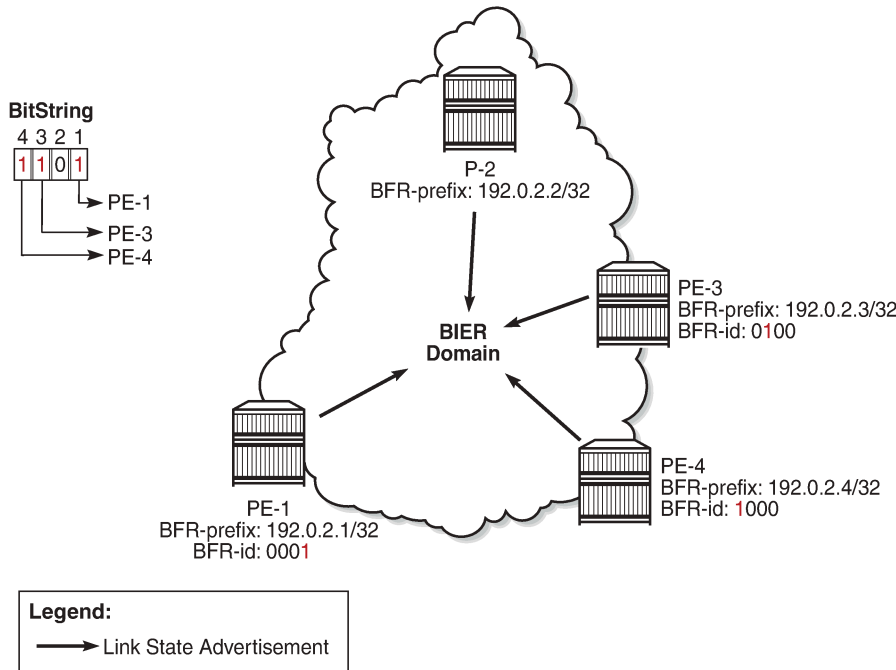 BitString
4 3 2 1
1 1 0 1
PE-1
PE-3
PE-4
P-2
BFR-prefix: 192.0.2.2/32
PE-3
BFR-prefix: 192.0.2.3/32
BFR-id: 0100
BIER
Domain
PE-4
BFR-prefix: 192.0.2.4/32
BFR-id: 1000
PE-1
BFR-prefix: 192.0.2.1/32
BFR-id: 0001
Legend:
Link State Advertisement